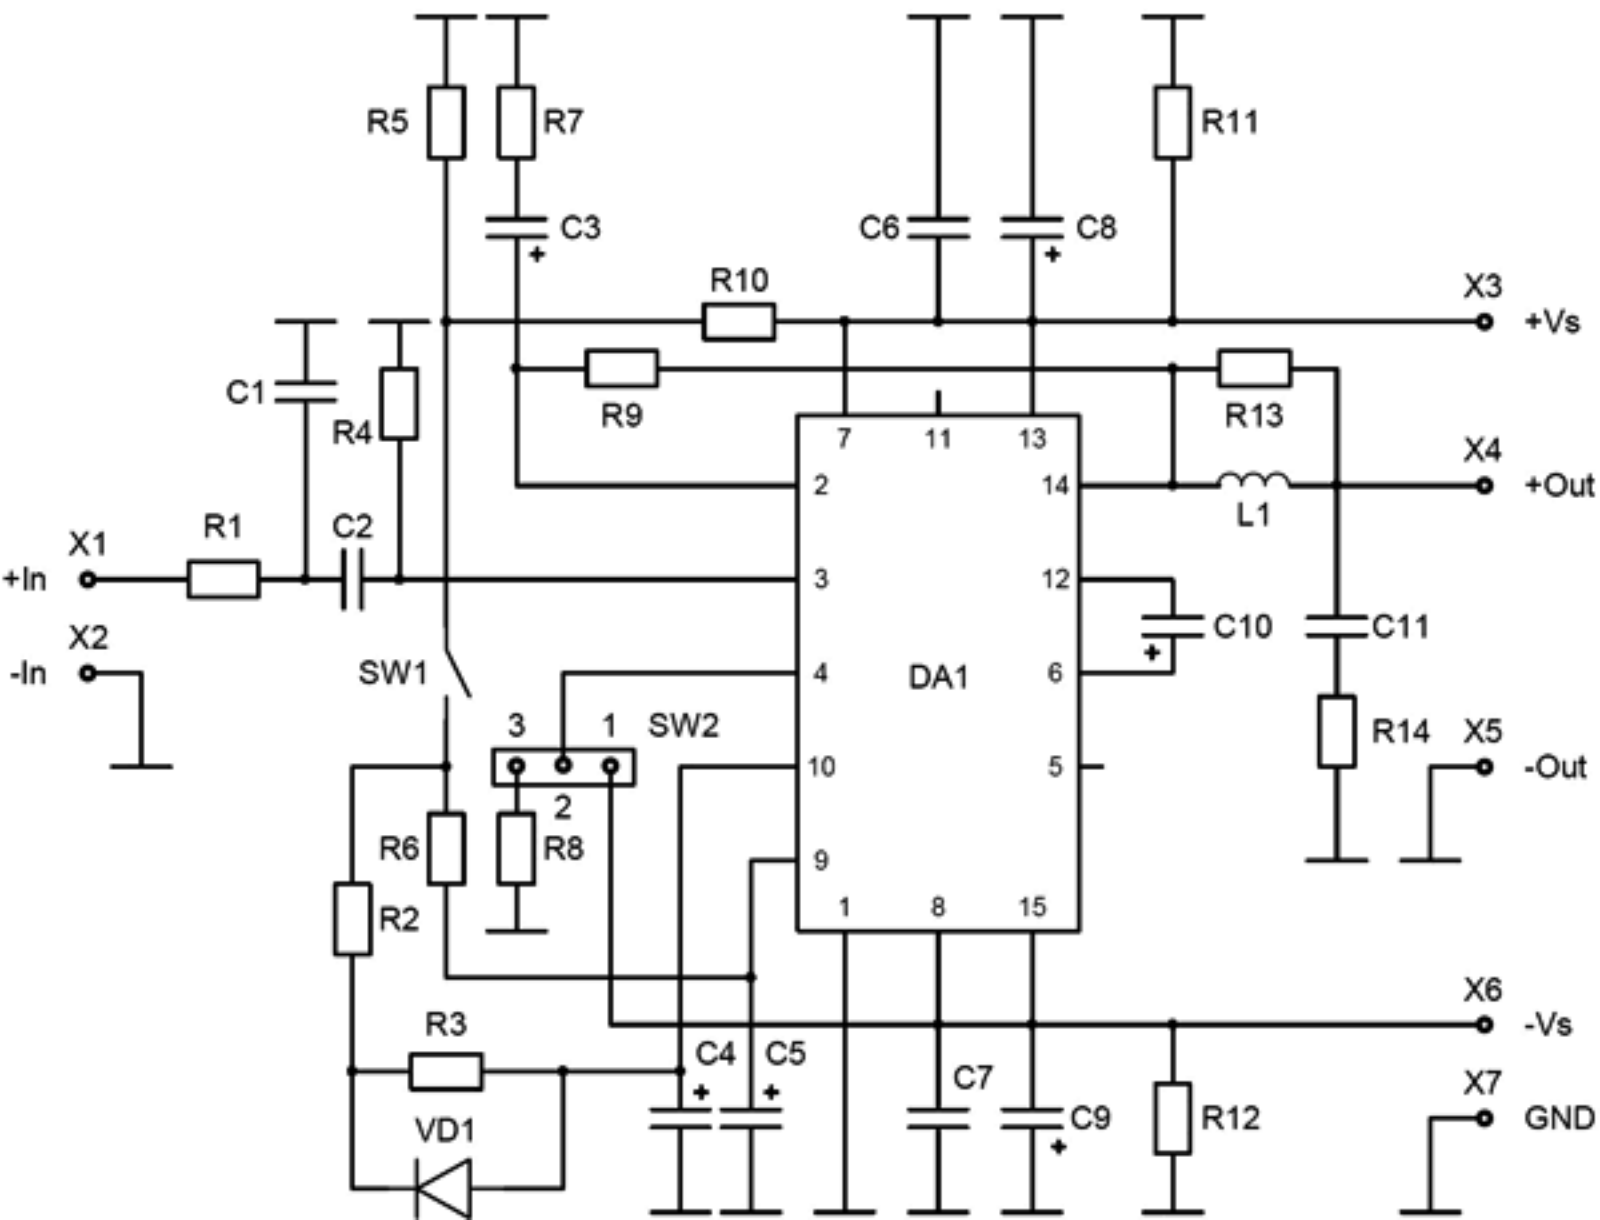 R5
R7
R11
C3
C6
C8
+
+
R10
X3
+Vs
C1
R4
R9
R13
7
11
13
X4
2
14
+Out
L1
R1
C2
X1
+In
3
12
X2
C10
C11
-In
SW1
4
DA1
6
+
3
1
SW2
R14
X5
10
5
-Out
2
R6
R8
9
R2
1
8
15
X6
R3
-Vs
C4
C5
+
+
C7
X7
VD1
C9
R12
GND
+